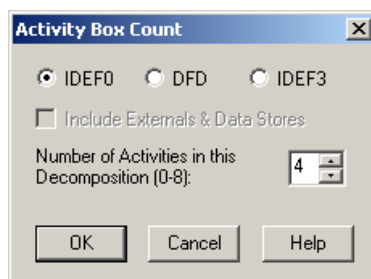 Activity Box Count
IDEF0 DFD IDEF3
Include Externals & Data Stores
Number of Activities in this
Decomposition (0-8):
4
OK Cancel Help